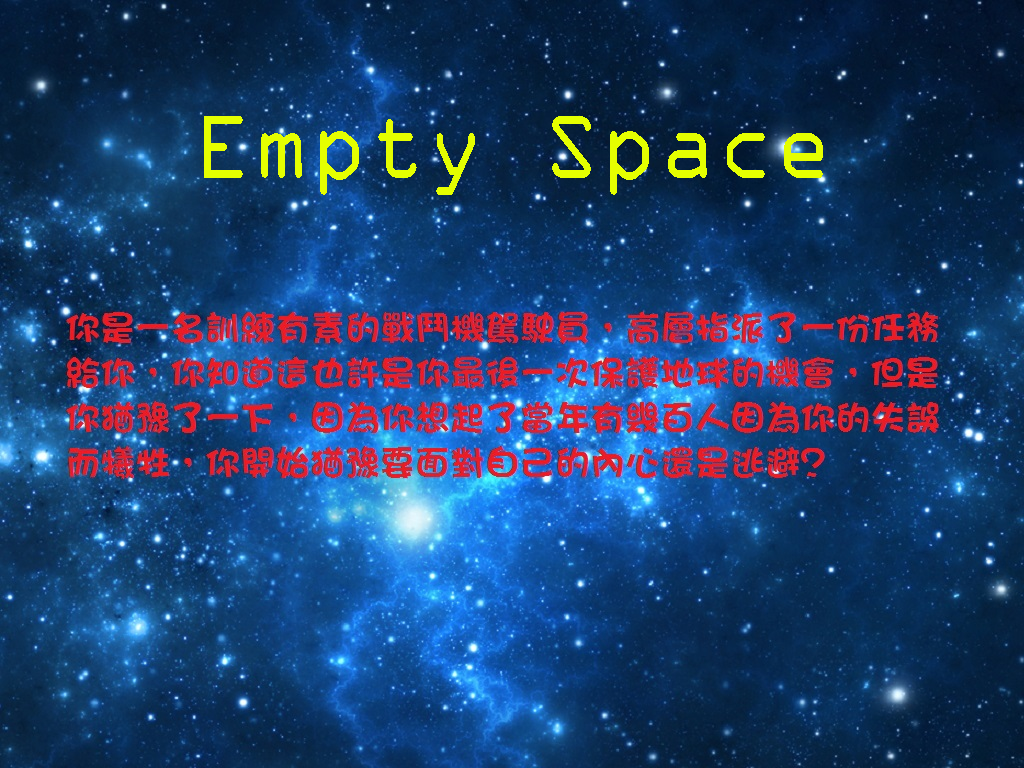 Empty Space
你是一名訓練有素的戰鬥機駕駛員，高層指派了一份任務
給你，你知道這也許是你最後一次保護地球的機會，但是
你猶豫了一下，因為你想起了當年有幾百人因為你的失誤
而犧牲，你開始猶豫要面對自己的內心還是逃避?